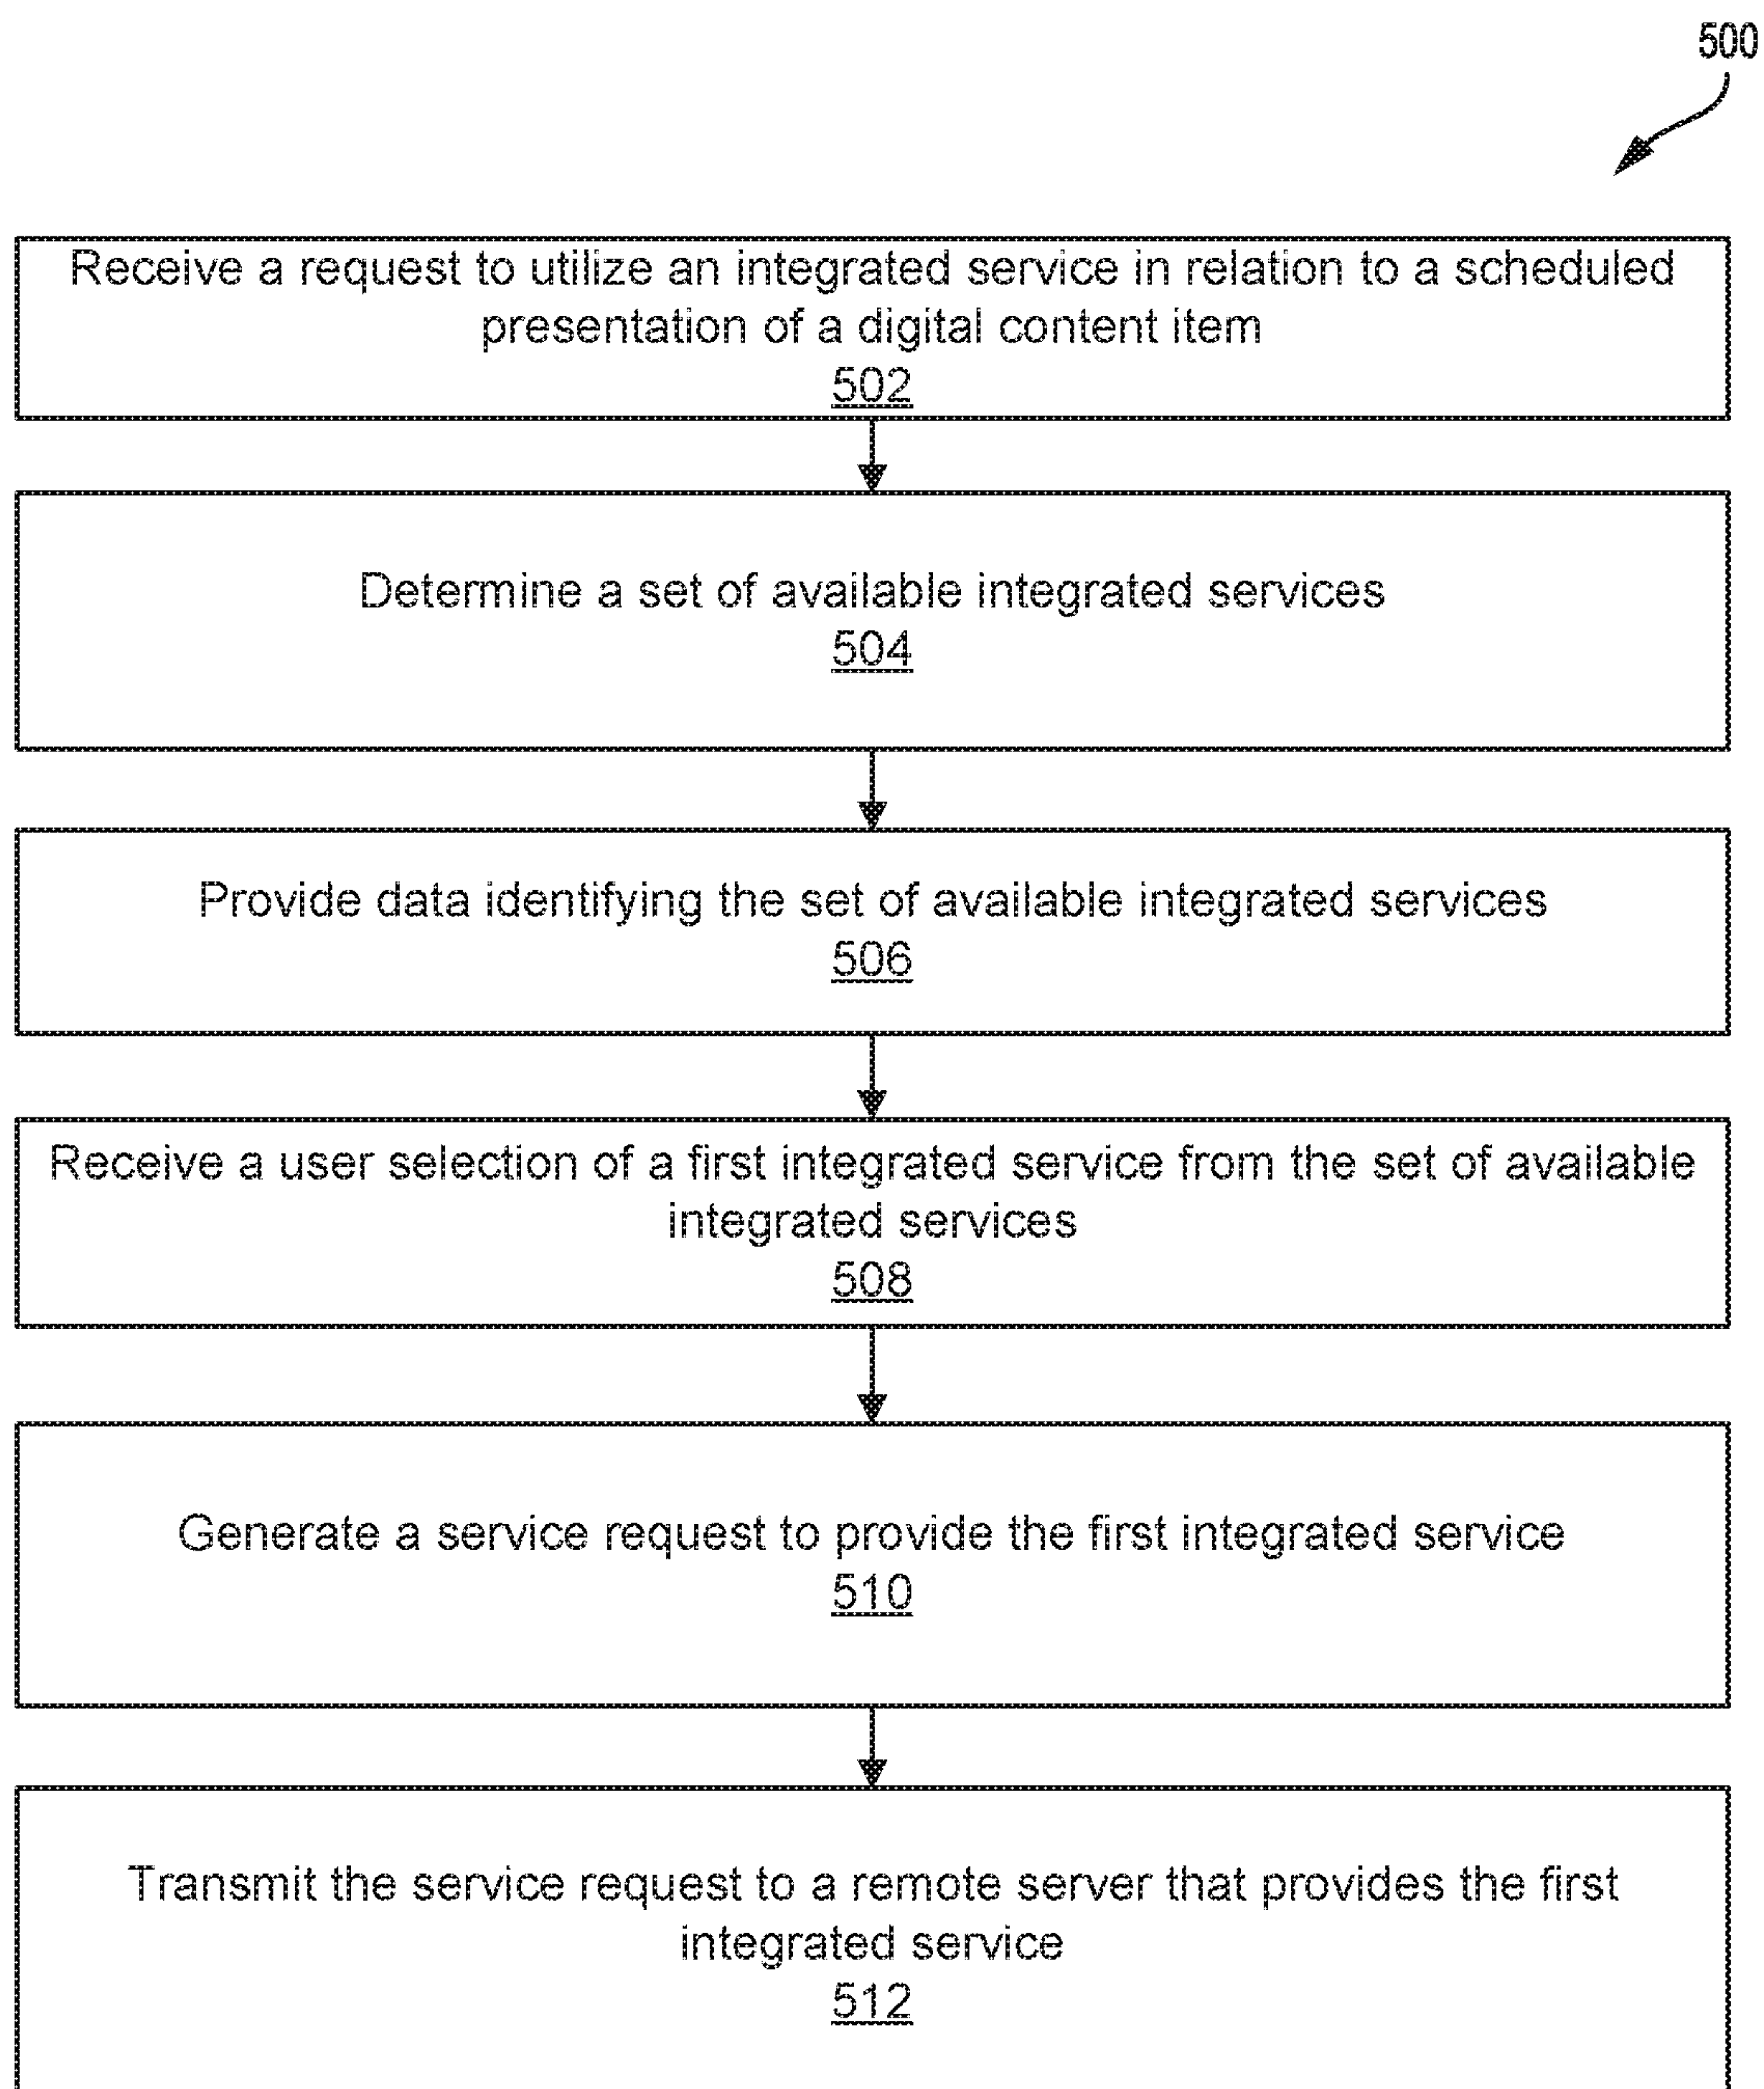 500
Receive a request to utilize an integrated service in relation to a scheduled
presentation of a digital content item
502
Determine a set of available integrated services
504
Provide data identifying the set of available integrated services
506
Receive a user selection of a first integrated service from the set of available
integrated services
508
Generate a service request to provide the first integrated service
510
Transmit the service request to a remote server that provides the first
integrated service
512